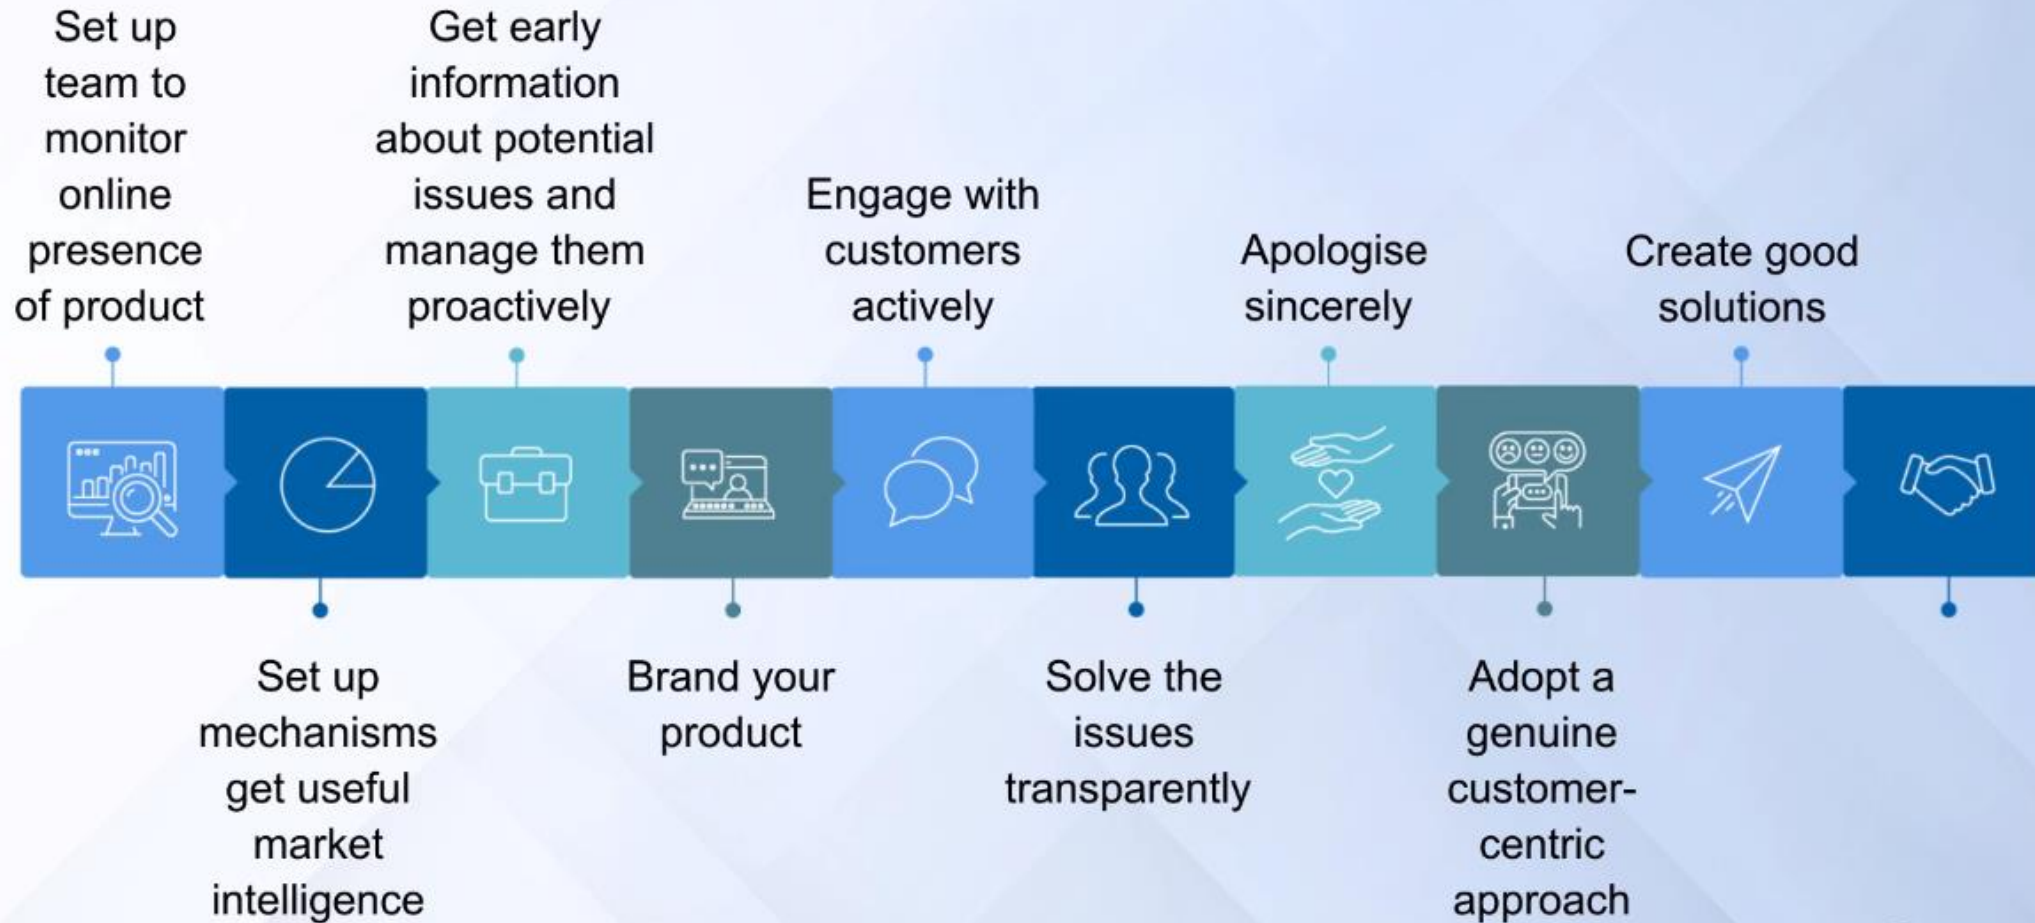 Set up
team to
monitor
online
presence
of product
Set up
mechanisms
get useful
market
intelligence
Get early
information
about potential
issues and
manage them
proactively
Brand your
product
Engage with
customers
actively
Solve the
issues
transparently
Apologise
sincerely
Adopt a
genuine
customer-
centric
approach
Create good
solutions